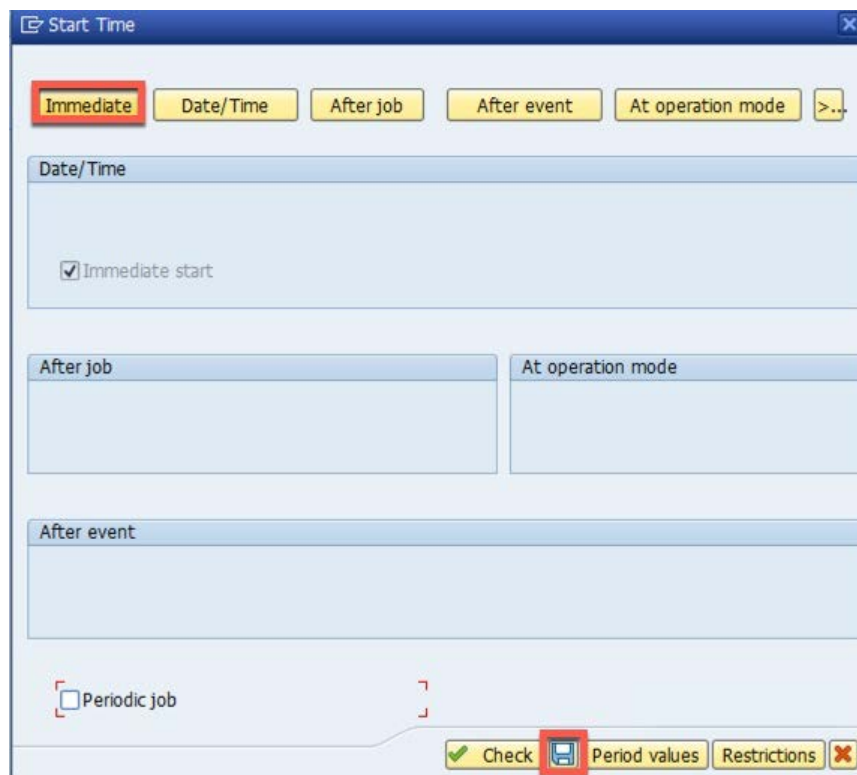 Start Time
Immediate Date/Time After job After event At operation mode >...
Date/Time
Immediate start
After job At operation mode
After event
Periodic job
Check Period values Restrictions